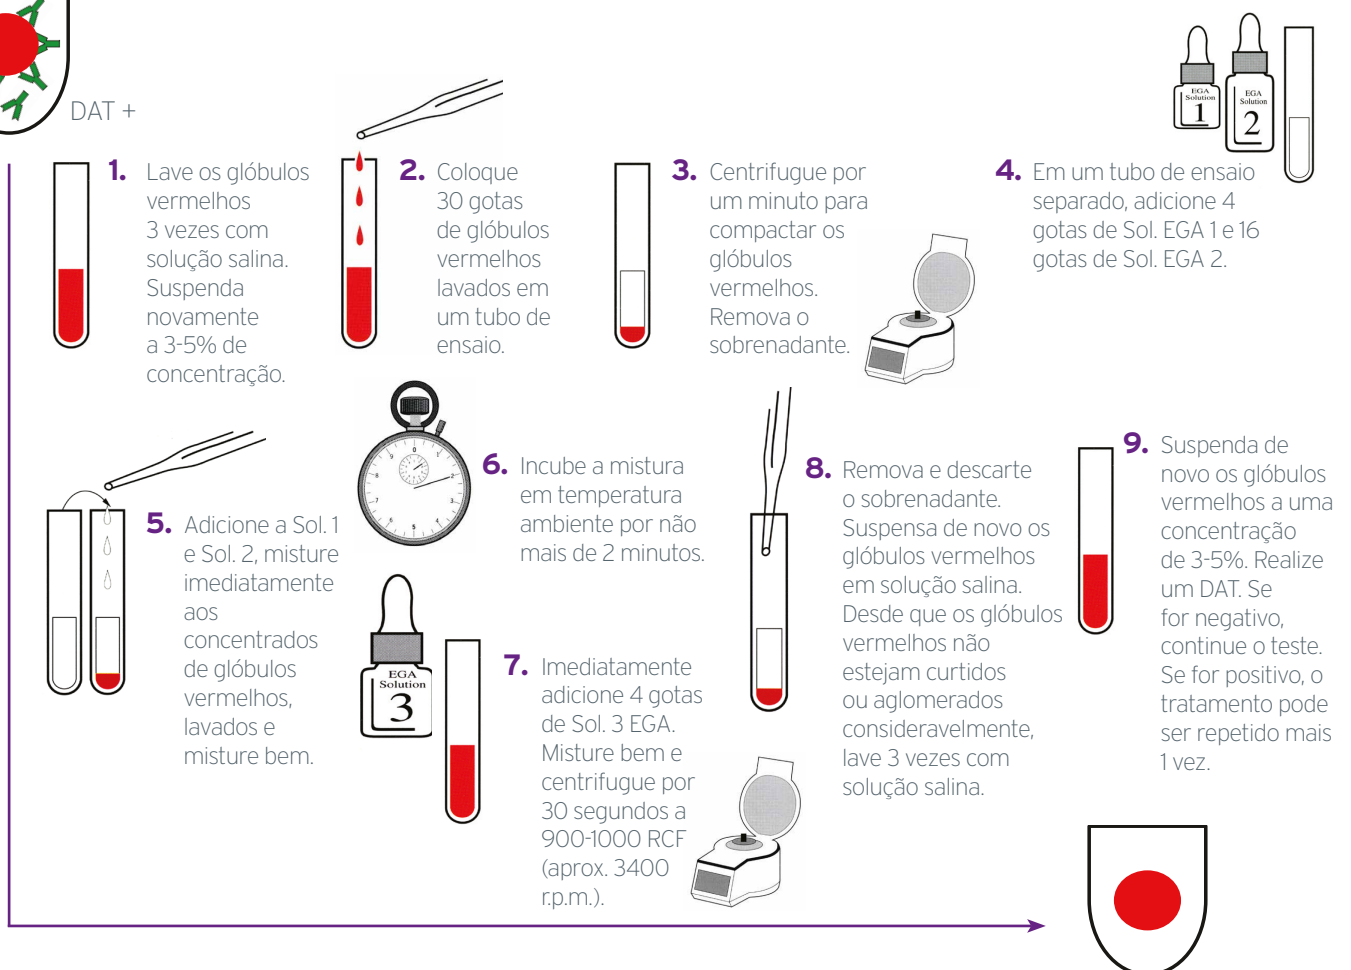 DAT +
EGA
Solution
1
EGA
Solution
2
1. Lave os glóbulos
vermelhos
3 vezes com
solução salina.
Suspenda
novamente
a 3-5% de
concentração.
2. Coloque
30 gotas
de glóbulos
vermelhos
lavados em
um tubo de
ensaio.
3. Centrifugue por
um minuto para
compactar os
glóbulos
vermelhos.
Remova o
sobrenadante.
4. Em um tubo de ensaio
separado, adicione 4
gotas de Sol. EGA 1 e 16
gotas de Sol. EGA 2.
5. Adicione a Sol. 1
e Sol. 2, misture
imediatamente
aos
concentrados
de glóbulos
vermelhos,
lavados e
misture bem.
6. Incube a mistura
em temperatura
ambiente por não
mais de 2 minutos.
EGA
Solution
3
7. Imediatamente
adicione 4 gotas
de Sol. 3 EGA.
Misture bem e
centrifugue por
30 segundos a
900-1000 RCF
(aprox. 3400
r.p.m.).
8. Remova e descarte
o sobrenadante.
Suspensa de novo os
glóbulos vermelhos
em solução salina.
Desde que os glóbulos
vermelhos não
estejam curtidos
ou aglomerados
consideravelmente,
lave 3 vezes com
solução salina.
9. Suspenda de
novo os glóbulos
vermelhos a uma
concentração
de 3-5%. Realize
um DAT. Se
for negativo,
continue o teste.
Se for positivo, o
tratamento pode
ser repetido mais
1 vez.